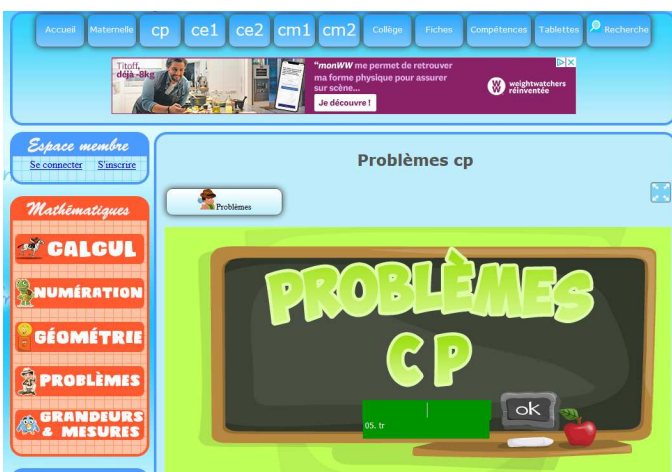 Accueil
Maternelle
cp
ce1
ce2
cm1
cm2
Collège
Fiches
Compétences
Tablettes
Recherche
Titoff,
déjà -8kg
"monWW me permet de retrouver
ma forme physique pour assurer
sur scène...
Je découvre !
WW
weightwatchers
réinventée
Espace membre
Se connecter S'inscrire
Mathématiques
CALCUL
NUMÉRATION
GÉOMÉTRIE
PROBLÈMES
GRANDEURS
& MESURES
Problèmes cp
Problèmes
PROBLÈMES
CP
05. tr
ok